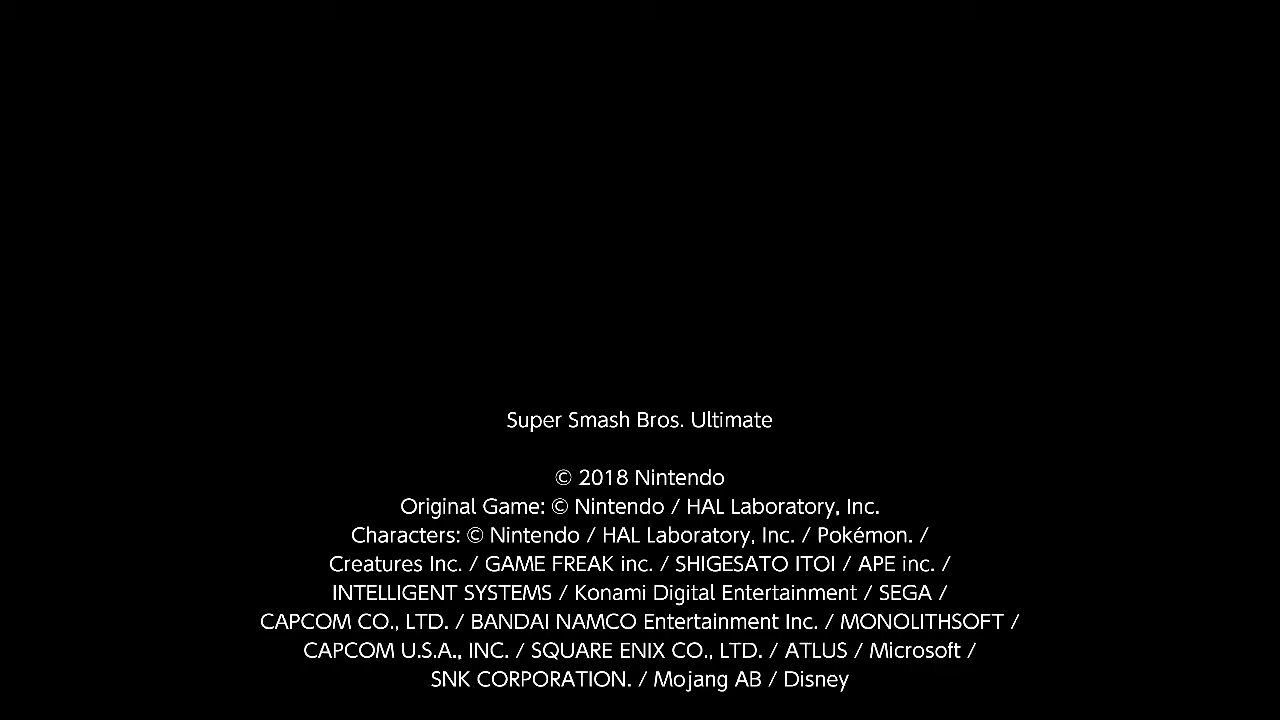 Super Smash Bros. Ultimate
© 2018 Nintendo
Original Game: © Nintendo / HAL Laboratory, Inc.
Characters: © Nintendo / HAL Laboratory, Inc. / Pokémon. /
Creatures Inc. / GAME FREAK inc. / SHIGESATO ITOI / APE inc. /
INTELLIGENT SYSTEMS / Konami Digital Entertainment / SEGA /
CAPCOM CO., LTD. / BANDAI NAMCO Entertainment Inc. / MONOLITHSOFT /
CAPCOM U.S.A., INC. / SQUARE ENIX CO., LTD. / ATLUS / Microsoft /
SNK CORPORATION. / Mojang AB / Disney